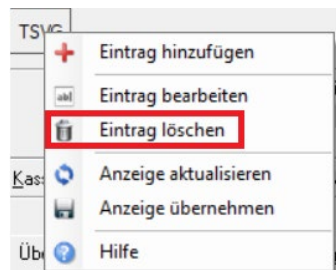 TSVG
Eintrag hinzufügen
Eintrag bearbeiten
Eintrag löschen
Anzeige aktualisieren
Anzeige übernehmen
Hilfe